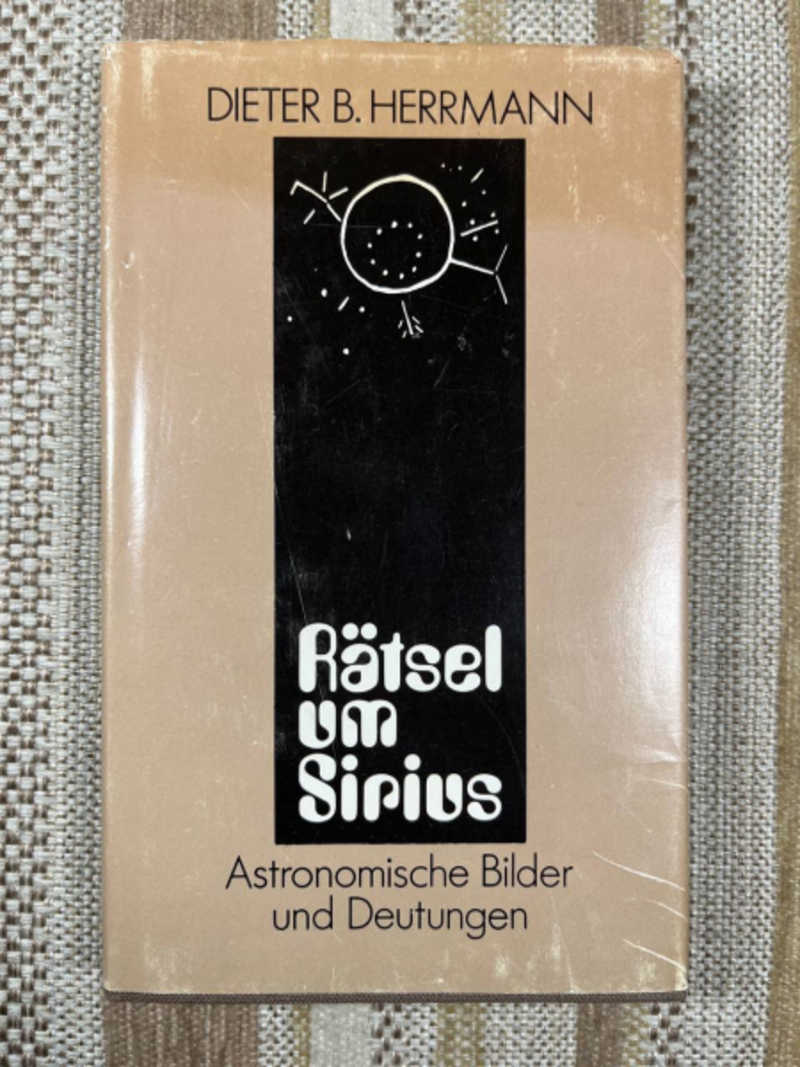 DIETER B. HERRMANN
Rätsel
um
Sirius
Astronomische Bilder
und Deutungen